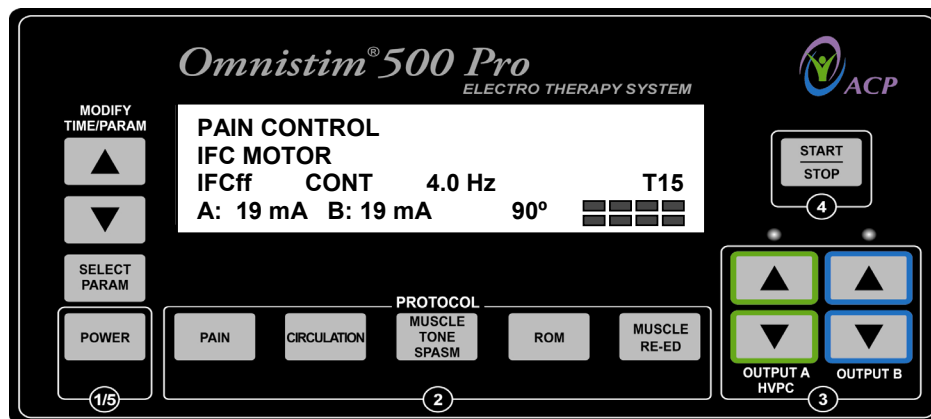 Omnistim®500 Pro
ELECTRO THERAPY SYSTEM
ACP
MODIFY
TIME/PARAM
PAIN CONTROL
IFC MOTOR
IFCff CONT 4.0 Hz T15
A: 19 mA B: 19 mA 90º
START
STOP
4
SELECT
PARAM
PROTOCOL
POWER
PAIN
CIRCULATION
MUSCLE
TONE
SPASM
ROM
MUSCLE
RE-ED
OUTPUT A
HVPC
OUTPUT B
1/5
2
3